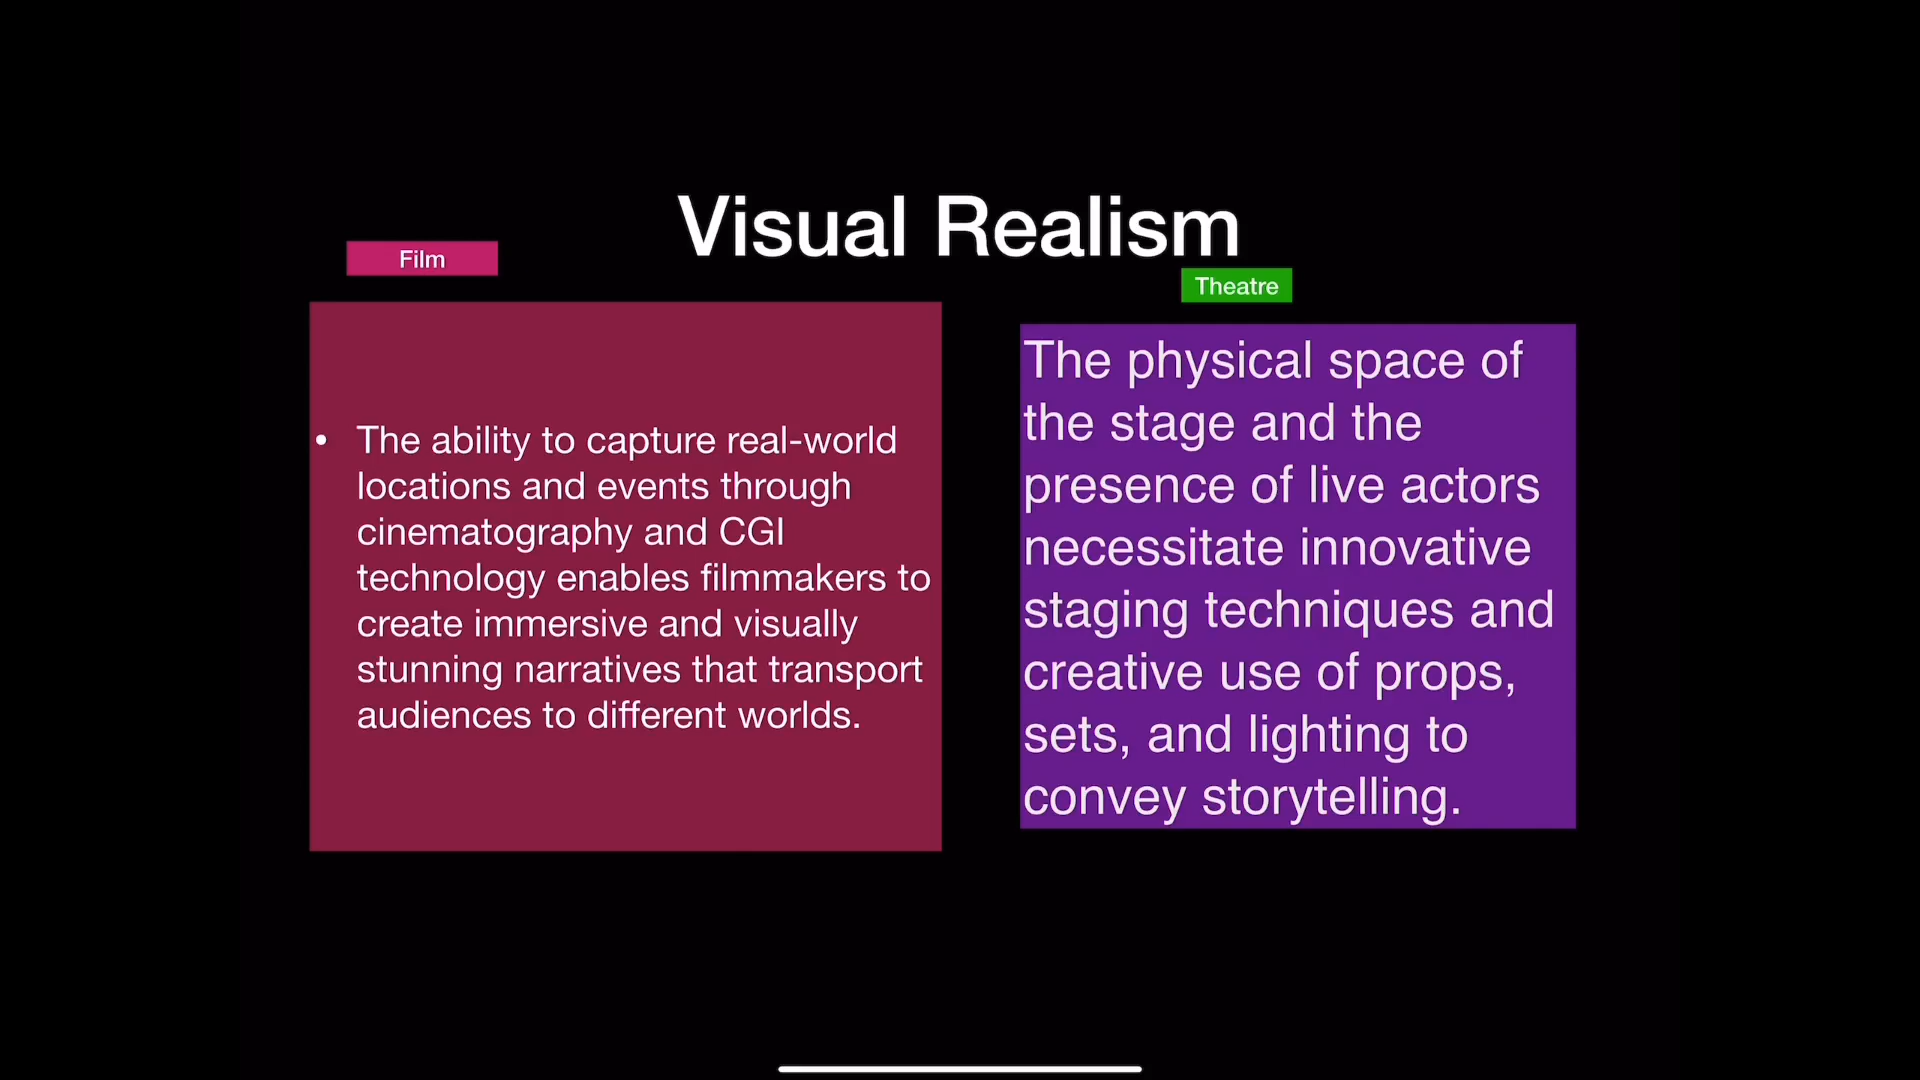 Visual Realism
Film
• The ability to capture real-world
locations and events through
cinematography and CGI
technology enables filmmakers to
create immersive and visually
stunning narratives that transport
audiences to different worlds.
Theatre
The physical space of
the stage and the
presence of live actors
necessitate innovative
staging techniques and
creative use of props,
sets, and lighting to
convey storytelling.